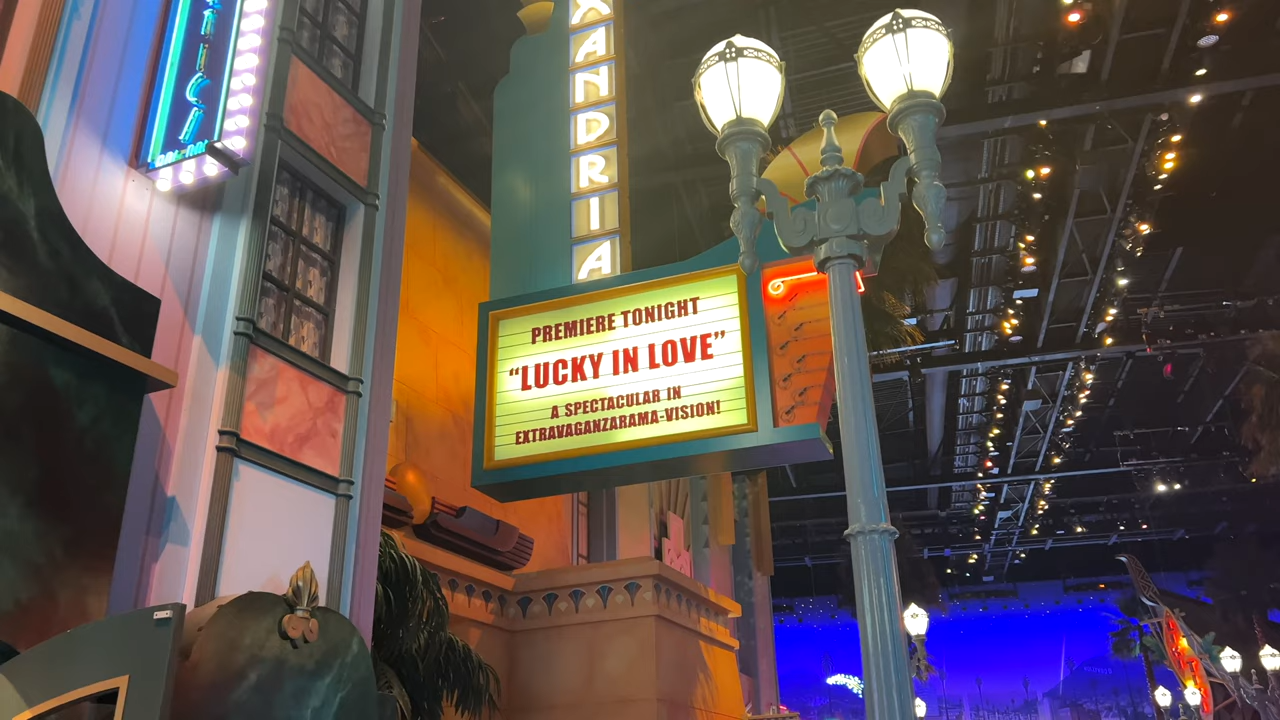 XANDRIA
PREMIERE TONIGHT
“LUCKY IN LOVE”
A SPECTACULAR IN
EXTRAVAGANZARAMA-VISION!